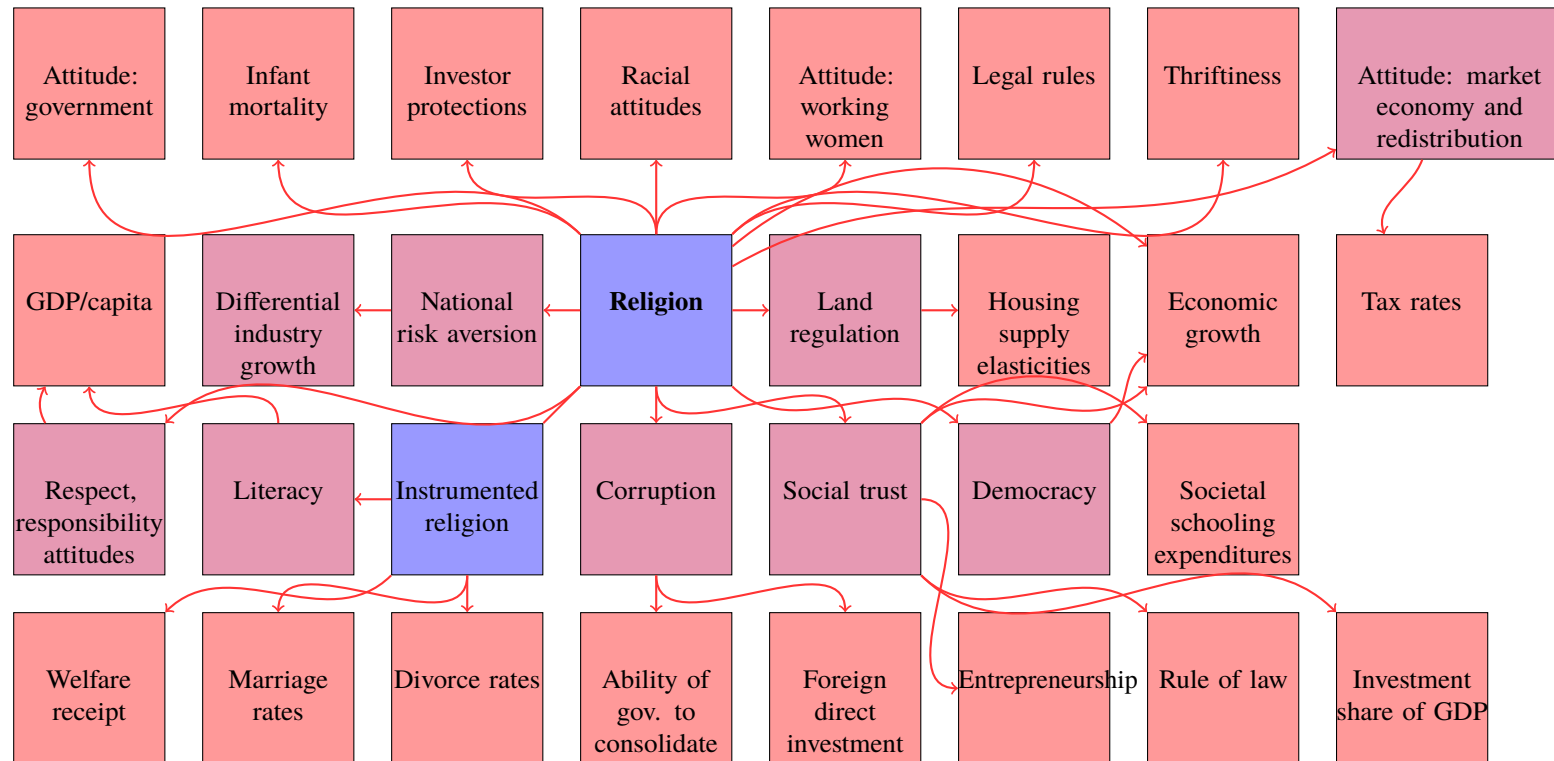 Attitude:
government
Infant
mortality
Investor
protections
Racial
attitudes
Attitude:
working
women
Legal rules
Thriftiness
Attitude: market
economy and
redistribution
GDP/capita
Differential
industry
growth
National
risk aversion
Religion
Land
regulation
Housing
supply
elasticities
Economic
growth
Tax rates
Respect,
responsibility
attitudes
Literacy
Instrumented
religion
Corruption
Social trust
Democracy
Societal
schooling
expenditures
Welfare
receipt
Marriage
rates
Divorce rates
Ability of
gov. to
consolidate
Foreign
direct
investment
Entrepreneurship
Rule of law
Investment
share of GDP